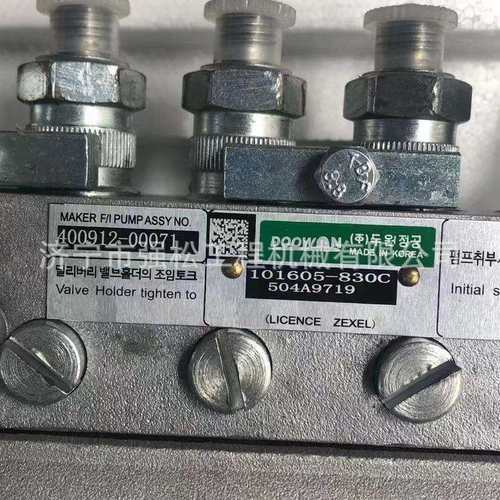 MAKER F/I PUMP ASSY NO.
400912-00071
딜리버리 밸브홀더의 조임토크
Valve Holder tighten to
DOOWON (주)두원정공
MADE IN KOREA
101605-830C
504A9719
(LICENCE ZEXEL)
펌프취부
Initial s
济宁市强松工程机械有限公司